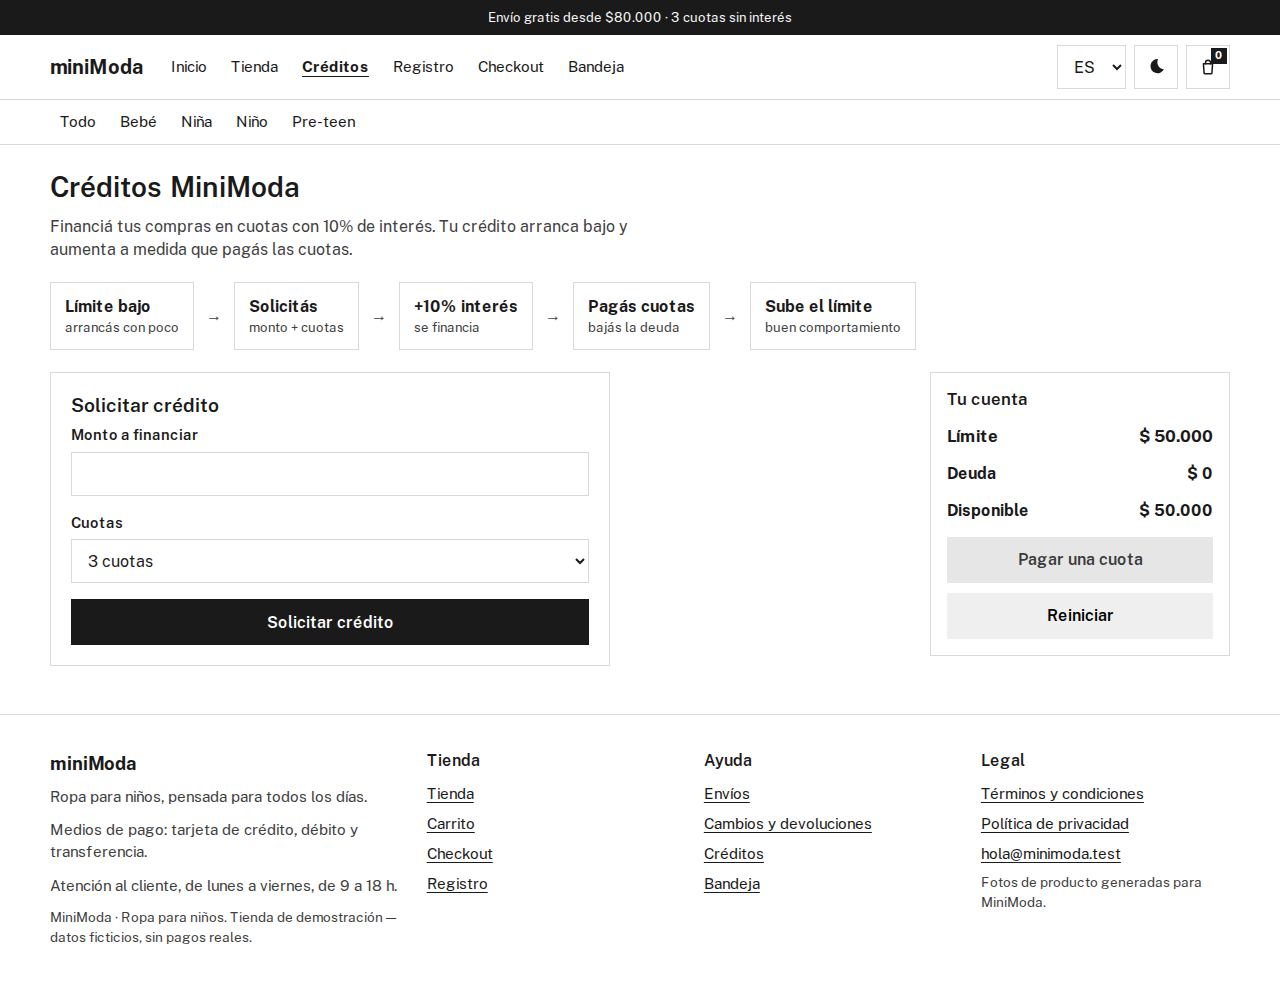 Envío gratis desde $80.000 · 3 cuotas sin interés
miniModa Inicio Tienda Créditos Registro Checkout Bandeja ES 0
Todo Bebé Niña Niño Pre-teen
Créditos MiniModa
Financiá tus compras en cuotas con 10% de interés. Tu crédito arranca bajo y
aumenta a medida que pagás las cuotas.
Límite bajo
arrancás con poco
→
Solicitás
monto + cuotas
→
+10% interés
se financia
→
Pagás cuotas
bajás la deuda
→
Sube el límite
buen comportamiento
Solicitar crédito
Monto a financiar
Cuotas
3 cuotas
Solicitar crédito
Tu cuenta
Límite $ 50.000
Deuda $ 0
Disponible $ 50.000
Pagar una cuota
Reiniciar
miniModa
Ropa para niños, pensada para todos los días.
Medios de pago: tarjeta de crédito, débito y
transferencia.
Atención al cliente, de lunes a viernes, de 9 a 18 h.
MiniModa · Ropa para niños. Tienda de demostración —
datos ficticios, sin pagos reales.
Tienda
Tienda
Carrito
Checkout
Registro
Ayuda
Envíos
Cambios y devoluciones
Créditos
Bandeja
Legal
Términos y condiciones
Política de privacidad
hola@minimoda.test
Fotos de producto generadas para
MiniModa.